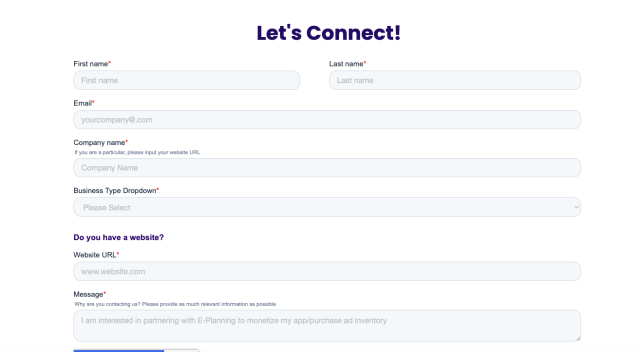 Let's Connect!
First name* Last name*
First name Last name
Email*
yourcompany@.com
Company name*
If you are a particular, please input your website URL
Company Name
Business Type Dropdown*
Please Select
Do you have a website?
Website URL*
www.website.com
Message*
Why are you contacting us? Please provide as much relevant information as possible
I am interested in partnering with E-Planning to monetize my app/purchase ad inventory